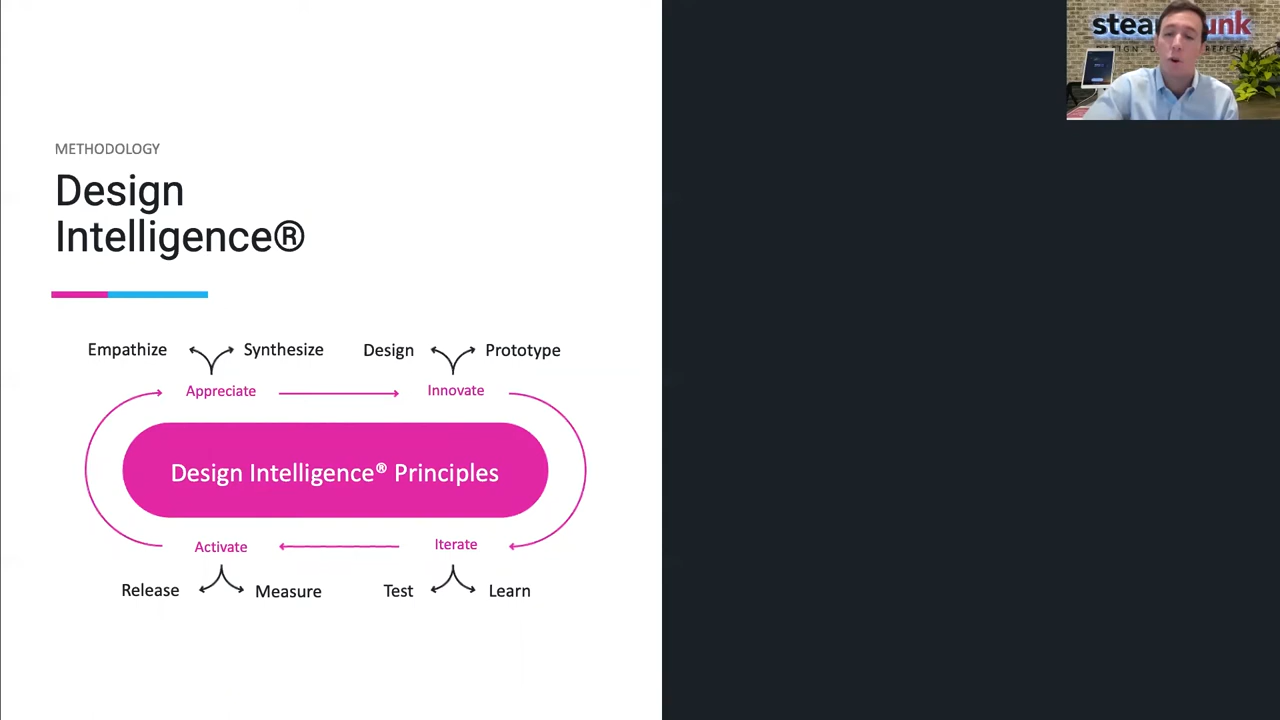 METHODOLOGY
Design
Intelligence®
Empathize
Synthesize
Design
Prototype
Appreciate
Innovate
Design Intelligence® Principles
Activate
Iterate
Release
Measure
Test
Learn